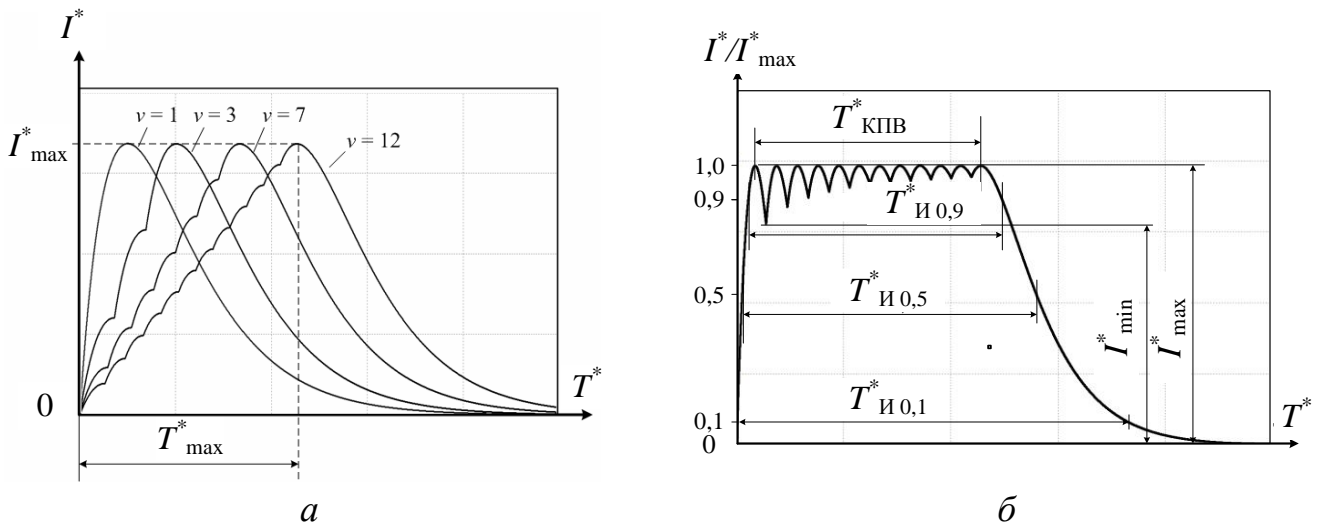 I*
v = 1
v = 3
v = 7
v = 12
I*max
0
T*
T*max
а
I*/I*max
T*КПВ
1,0
0,9
T*И 0,9
0,5
T*И 0,5
I*min
I*max
0,1
T*И 0,1
0
T*
б